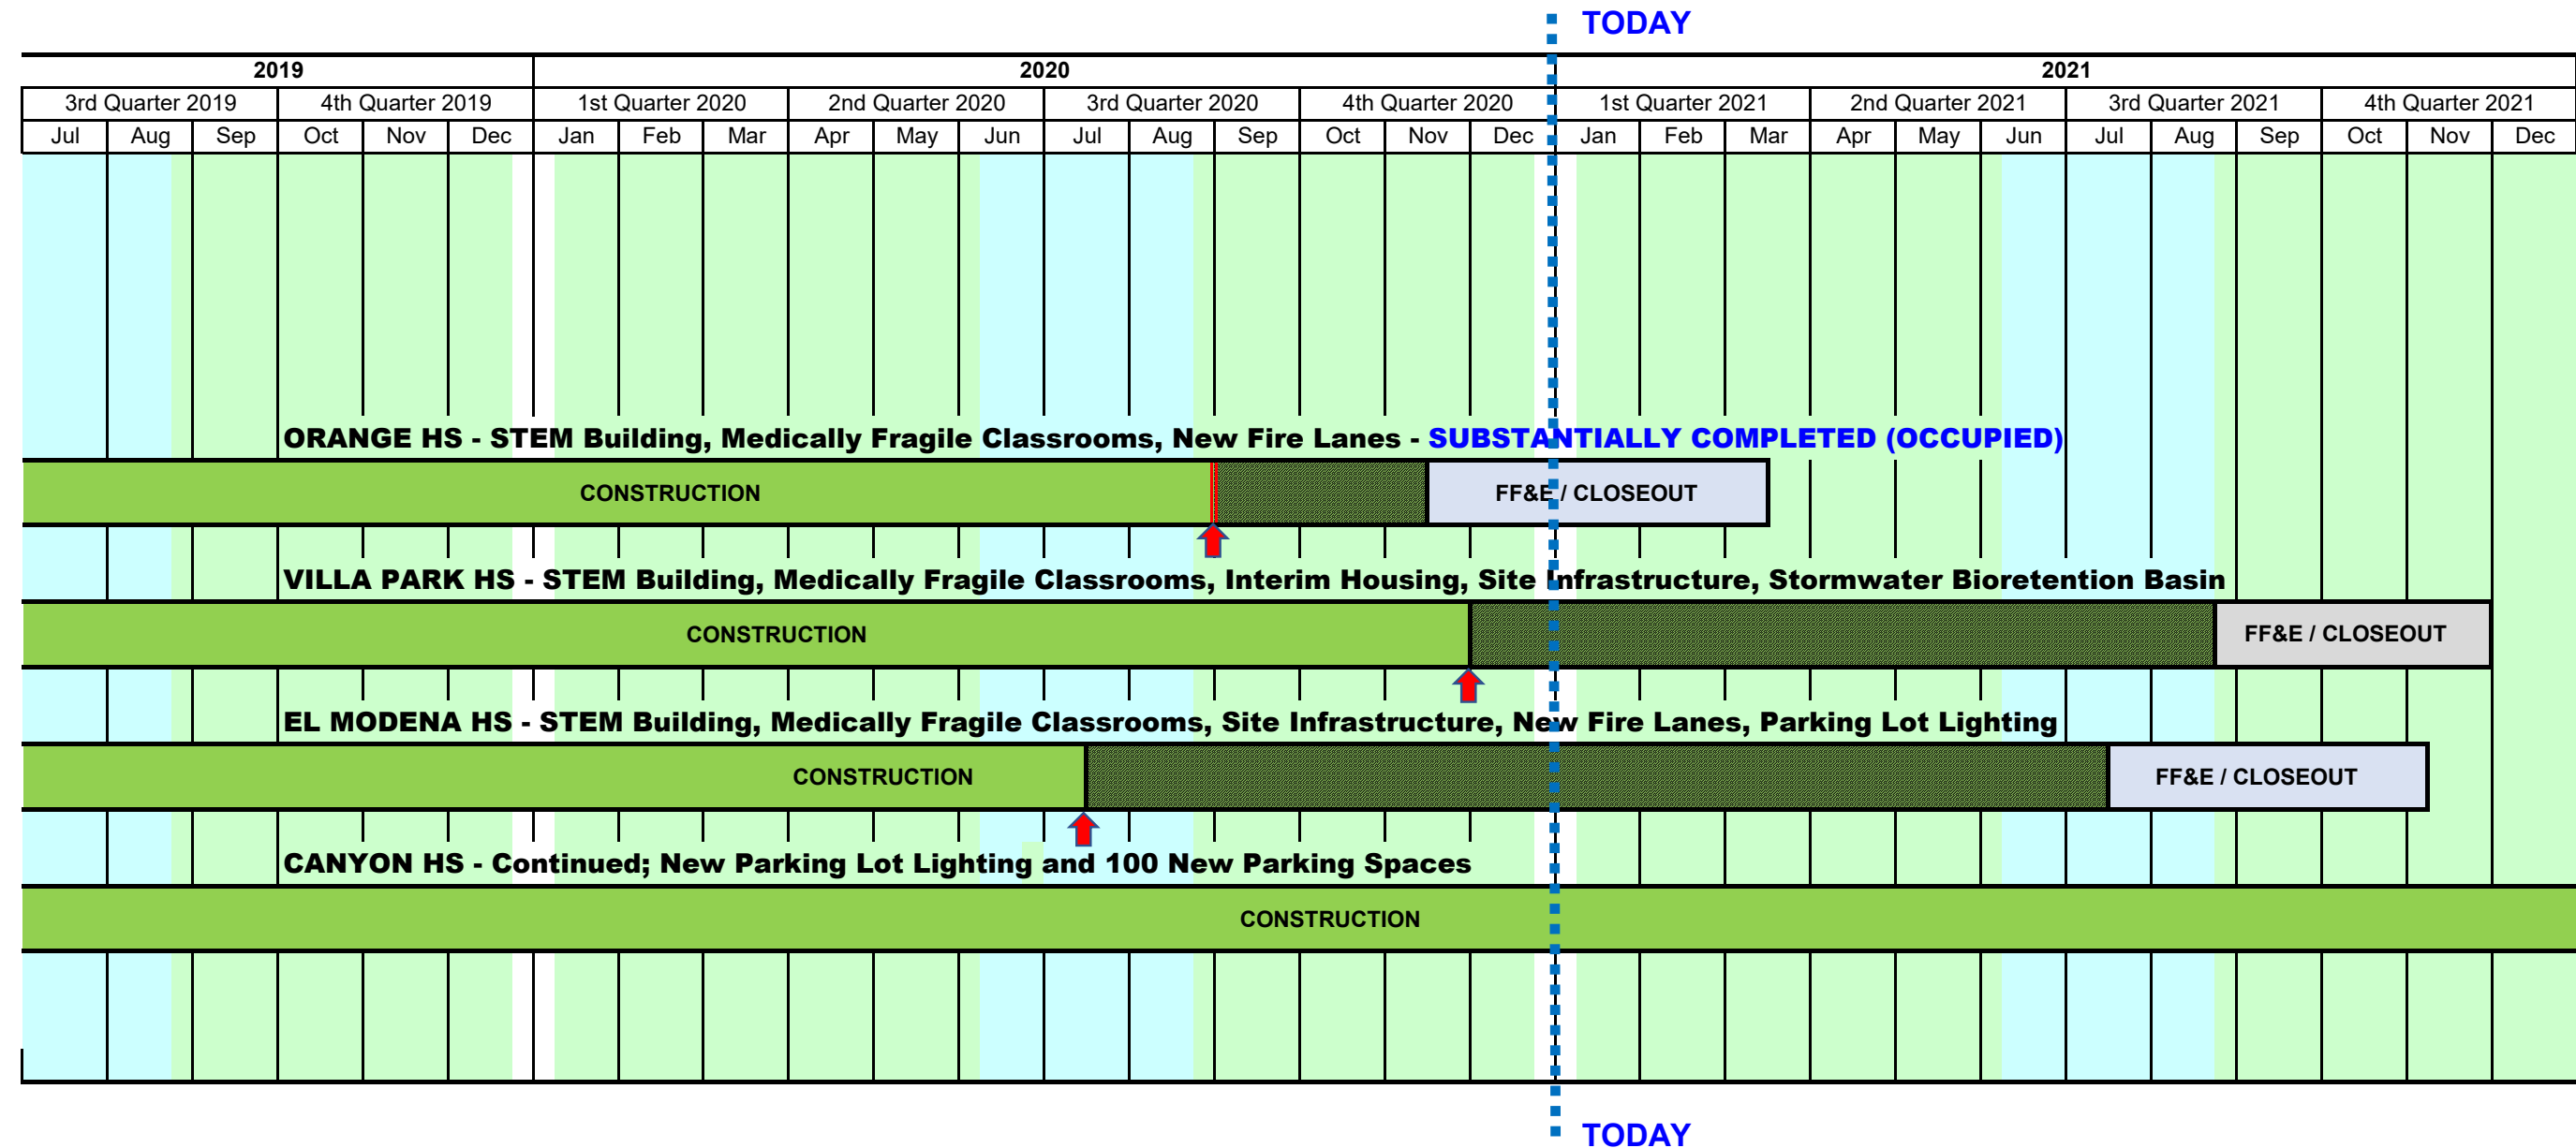 TODAY
2019 2020 2021
3rd Quarter 2019 4th Quarter 2019 1st Quarter 2020 2nd Quarter 2020 3rd Quarter 2020 4th Quarter 2020 1st Quarter 2021 2nd Quarter 2021 3rd Quarter 2021 4th Quarter 2021
Jul Aug Sep Oct Nov Dec Jan Feb Mar Apr May Jun Jul Aug Sep Oct Nov Dec Jan Feb Mar Apr May Jun Jul Aug Sep Oct Nov Dec
ORANGE HS - STEM Building, Medically Fragile Classrooms, New Fire Lanes - SUBSTANTIALLY COMPLETED (OCCUPIED)
CONSTRUCTION FF&E / CLOSEOUT
VILLA PARK HS - STEM Building, Medically Fragile Classrooms, Interim Housing, Site Infrastructure, Stormwater Bioretention Basin
CONSTRUCTION FF&E / CLOSEOUT
EL MODENA HS - STEM Building, Medically Fragile Classrooms, Site Infrastructure, New Fire Lanes, Parking Lot Lighting
CONSTRUCTION FF&E / CLOSEOUT
CANYON HS - Continued; New Parking Lot Lighting and 100 New Parking Spaces
CONSTRUCTION
TODAY